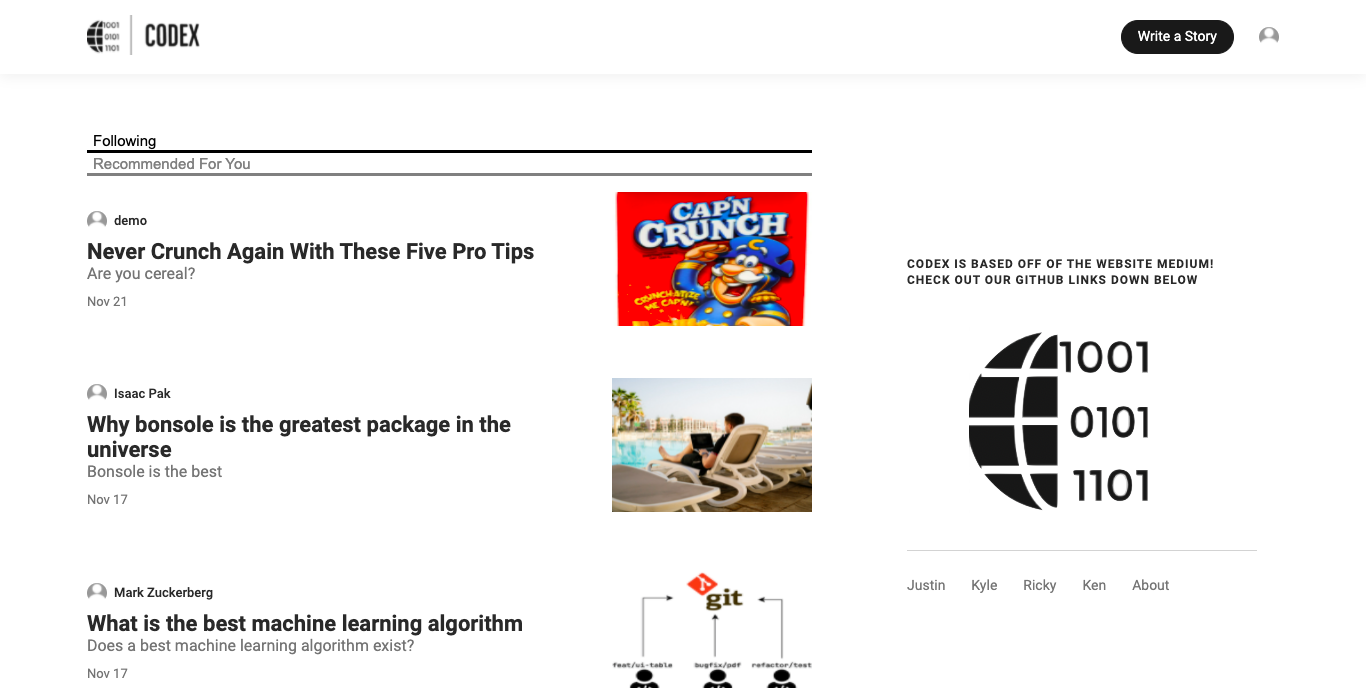 1001
0101
1101
CODEX
Write a Story
Following
Recommended For You
demo
Never Crunch Again With These Five Pro Tips
Are you cereal?
Nov 21
CAP'N
CRUNCH
CRUNCH-ATIZE
ME CAP'N!
Isaac Pak
Why bonsole is the greatest package in the
universe
Bonsole is the best
Nov 17
Mark Zuckerberg
What is the best machine learning algorithm
Does a best machine learning algorithm exist?
Nov 17
git
feat/ui-table bugfix/pdf refactor/test
CODEX IS BASED OFF OF THE WEBSITE MEDIUM!
CHECK OUT OUR GITHUB LINKS DOWN BELOW
1001
0101
1101
Justin Kyle Ricky Ken About